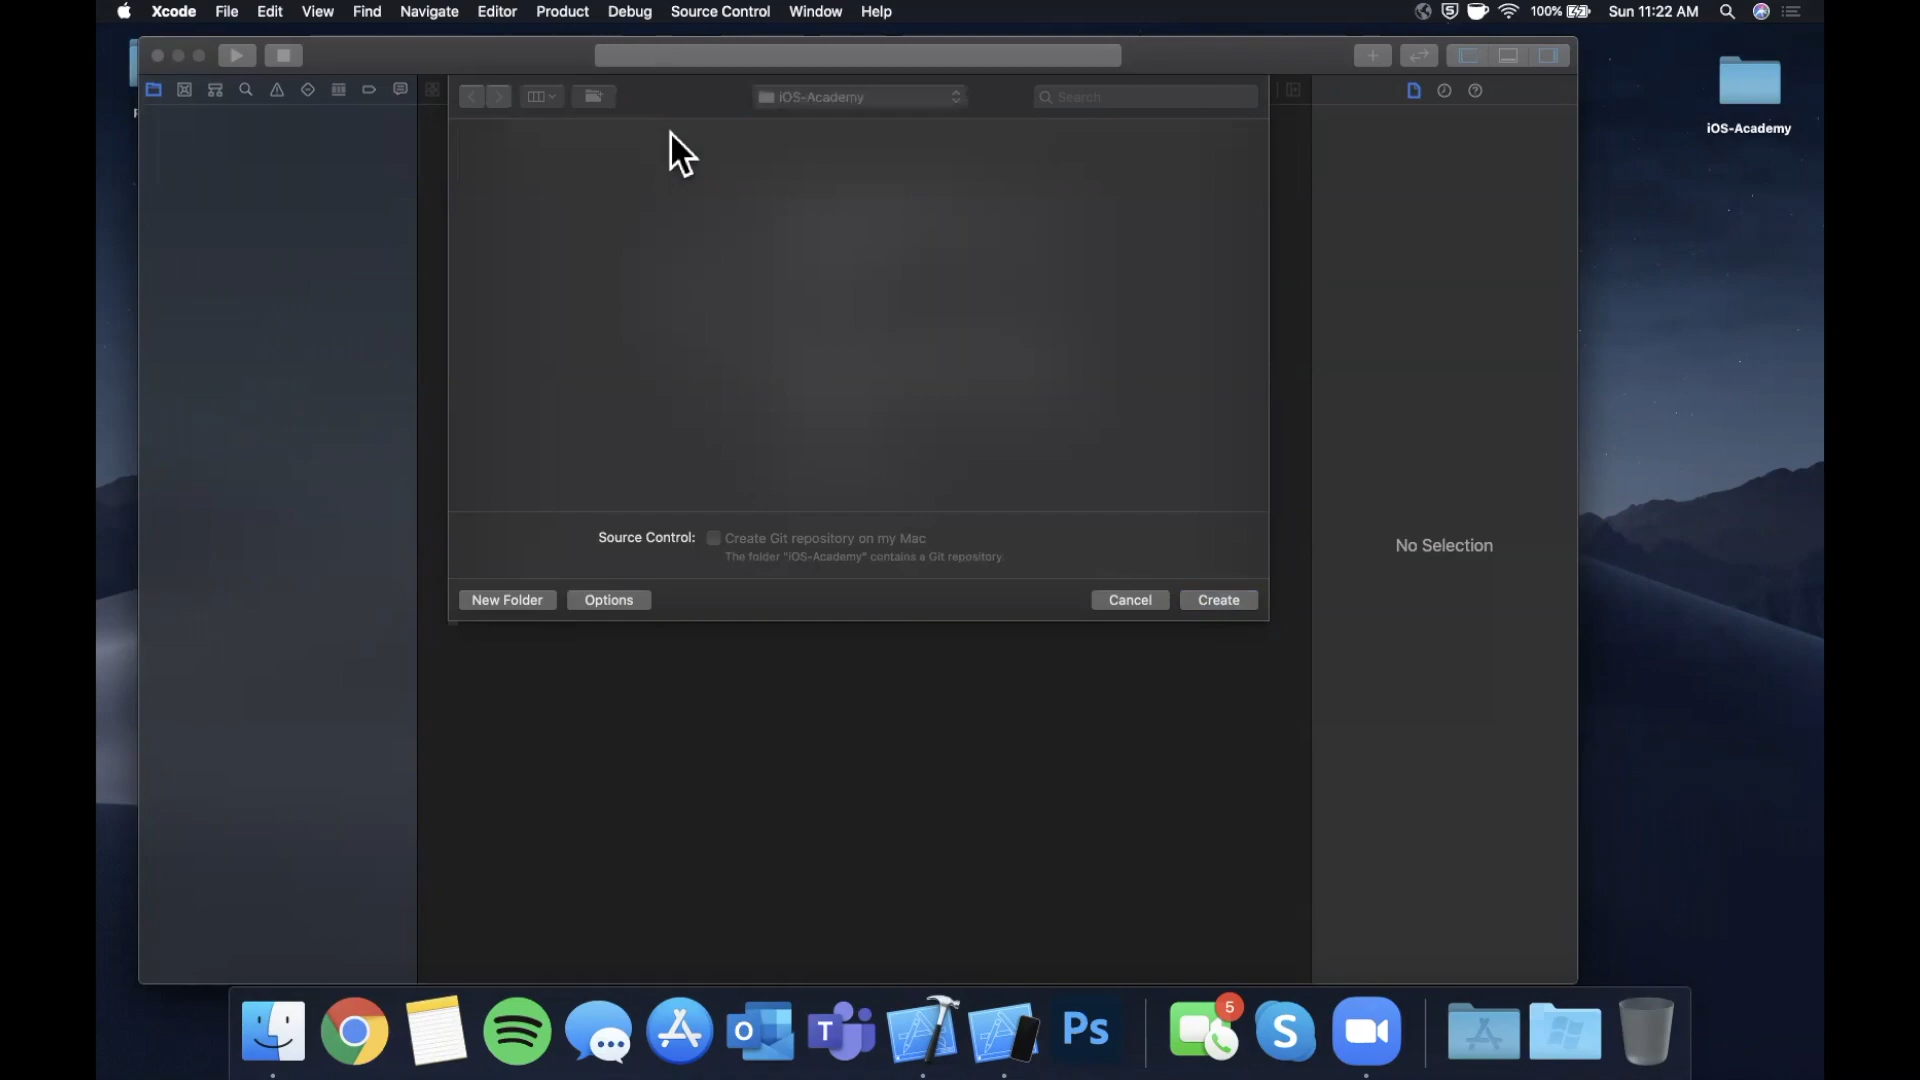 Xcode File Edit View Find Navigate Editor Product Debug Source Control Window Help
S 100% Sun 11:22 AM
iOS-Academy
Search
iOS-Academy
No Selection
Source Control: Create Git repository on my Mac
The folder "iOS-Academy" contains a Git repository.
New Folder Options Cancel Create
O T Ps 5 S